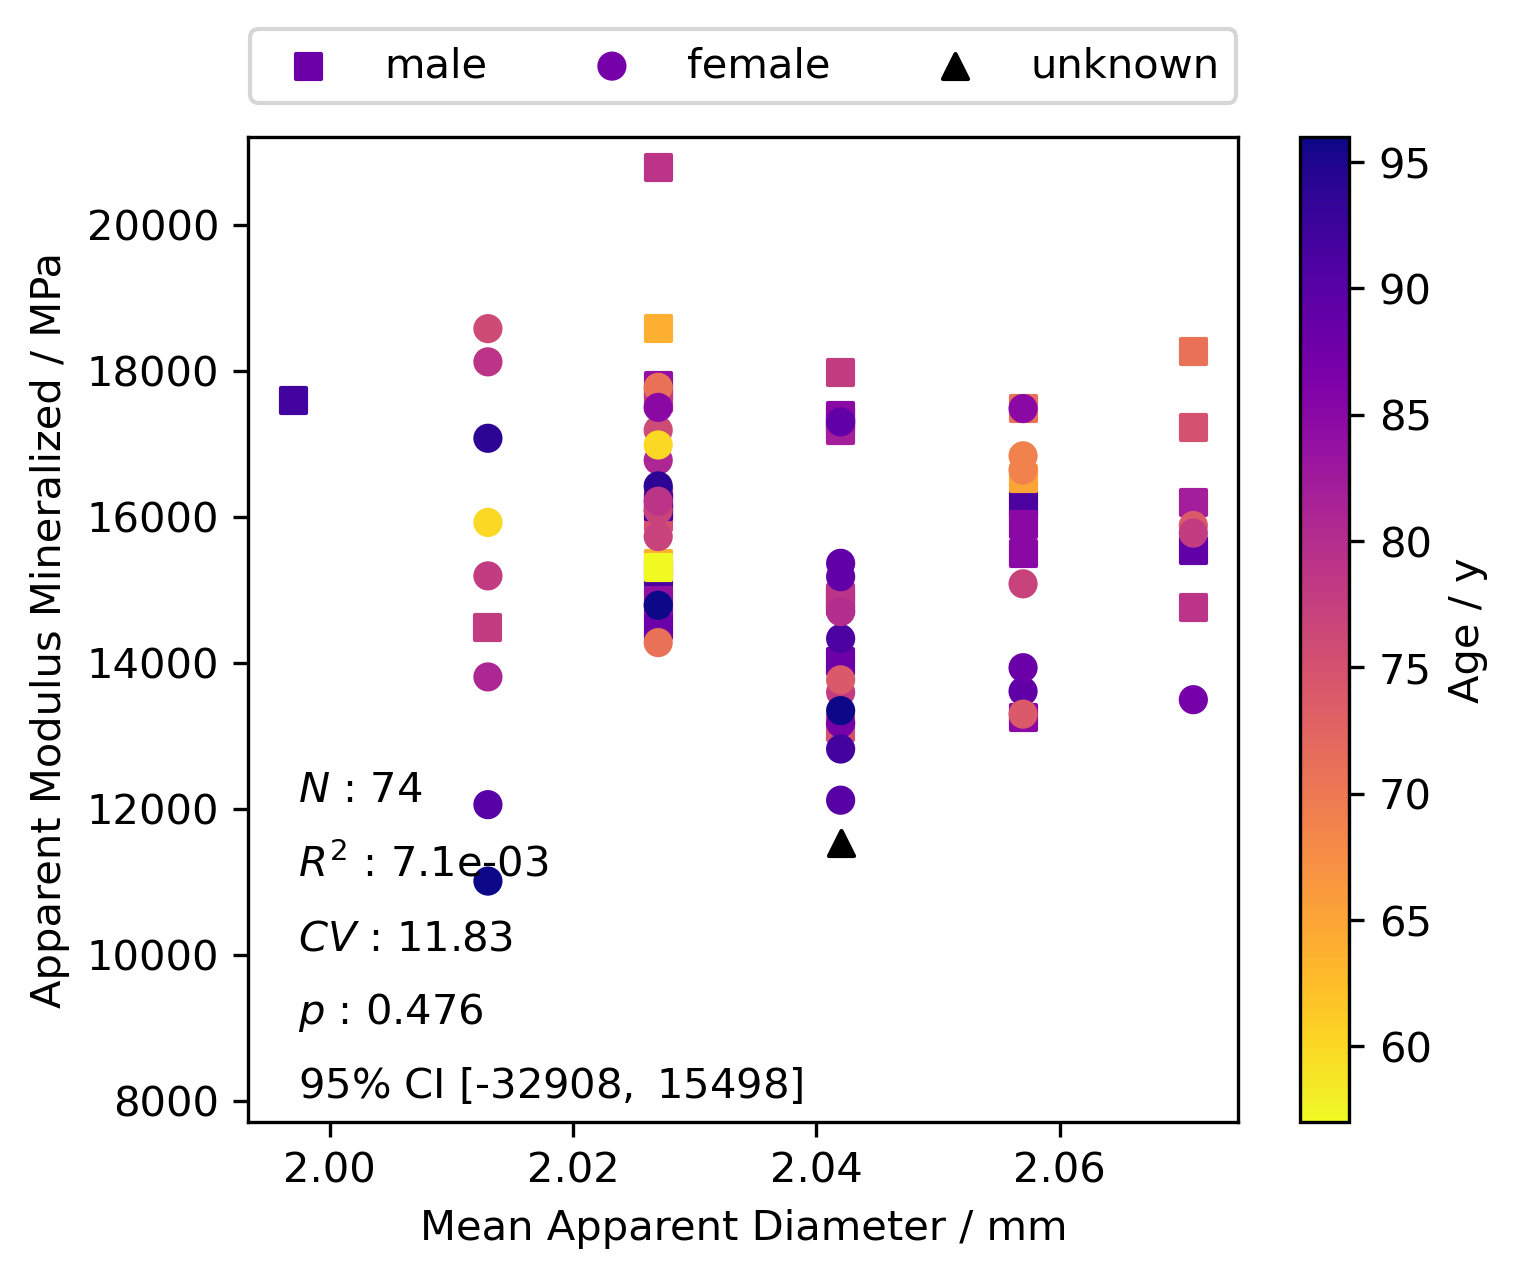 male female unknown
20000
18000
16000
14000
12000
10000
8000
Apparent Modulus Mineralized / MPa
N : 74
R² : 7.1e-03
CV : 11.83
p : 0.476
95% CI [-32908, 15498]
2.00 2.02 2.04 2.06
Mean Apparent Diameter / mm
95
90
85
80
75
70
65
60
Age / y